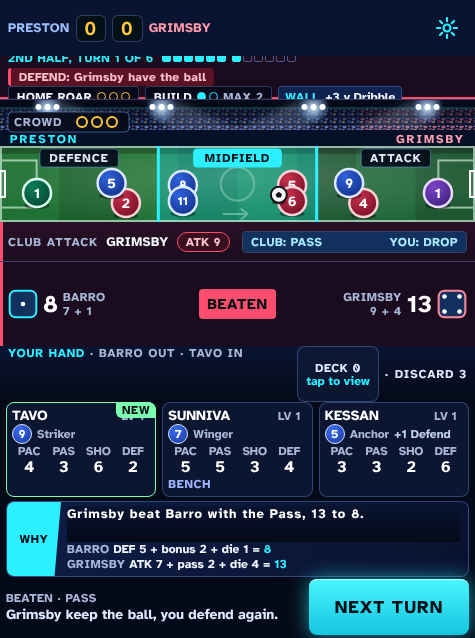 PRESTON 0 0 GRIMSBY
2ND HALF, TURN 1 OF 6
DEFEND: Grimsby have the ball
HOME ROAR BUILD MAX 2 WALL +3 v Dribble
CROWD
PRESTON GRIMSBY
DEFENCE MIDFIELD ATTACK
1 5 2 8 11 5 6 9 4 1
CLUB ATTACK GRIMSBY ATK 9 CLUB: PASS YOU: DROP
8 BARRO 7 + 1 BEATEN GRIMSBY 9 + 4 13
YOUR HAND · BARRO OUT · TAVO IN
DECK 0
tap to view
· DISCARD 3
TAVO NEW
9 Striker
PAC PAS SHO DEF
4 3 6 2
SUNNIVA LV 1
7 Winger
PAC PAS SHO DEF
5 5 3 4
BENCH
KESSAN LV 1
5 Anchor +1 Defend
PAC PAS SHO DEF
3 3 2 6
WHY
Grimsby beat Barro with the Pass, 13 to 8.
BARRO DEF 5 + bonus 2 + die 1 = 8
GRIMSBY ATK 7 + pass 2 + die 4 = 13
BEATEN · PASS
Grimsby keep the ball, you defend again.
NEXT TURN